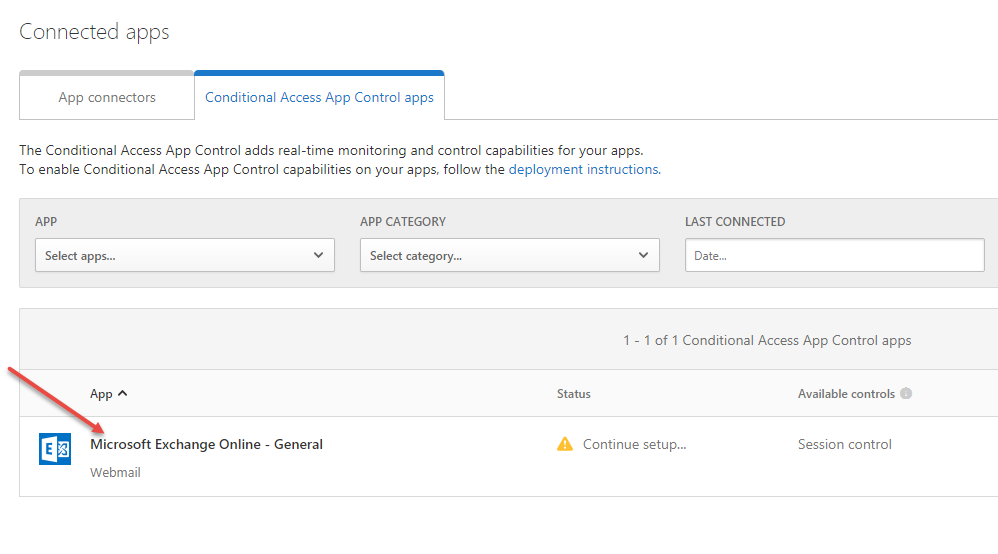 Connected apps
App connectors
Conditional Access App Control apps
The Conditional Access App Control adds real-time monitoring and control capabilities for your apps.
To enable Conditional Access App Control capabilities on your apps, follow the deployment instructions.
APP
APP CATEGORY
LAST CONNECTED
Select apps...
Select category...
Date...
1 - 1 of 1 Conditional Access App Control apps
App
Status
Available controls
Microsoft Exchange Online - General
Continue setup...
Session control
Webmail